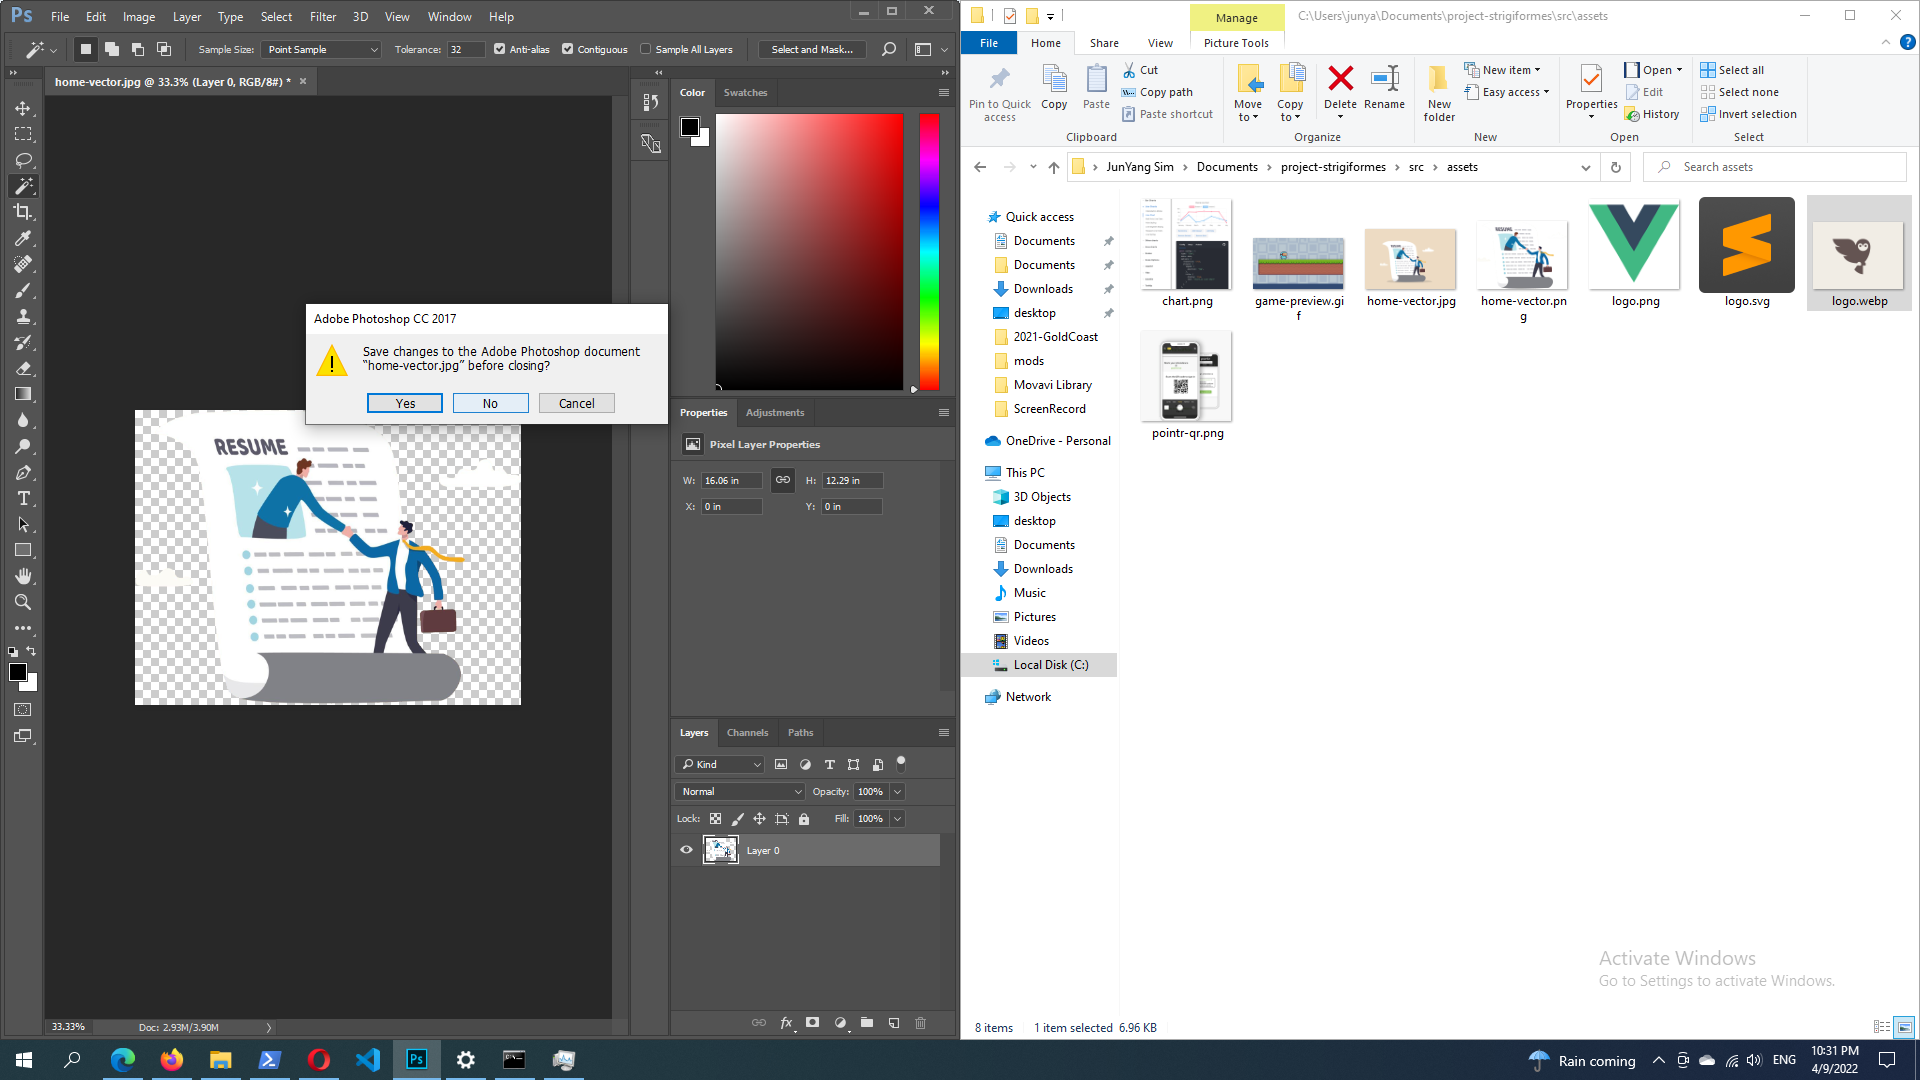 Ps File Edit Image Layer Type Select Filter 3D View Window Help
Sample Size: Point Sample Tolerance: 32 Anti-alias Contiguous Sample All Layers Select and Mask...
home-vector.jpg @ 33.3% (Layer 0, RGB/8#) *
Color Swatches
Adobe Photoshop CC 2017
Save changes to the Adobe Photoshop document
“home-vector.jpg” before closing?
Yes No Cancel
RESUME
Properties Adjustments
Pixel Layer Properties
W: 16.06 in H: 12.29 in
X: 0 in Y: 0 in
Layers Channels Paths
Kind
Normal Opacity: 100%
Lock: Fill: 100%
Layer 0
fx
33.33% Doc: 2.93M/3.90M
Manage C:\Users\junya\Documents\project-strigiformes\src\assets
File Home Share View Picture Tools
Pin to Quick access
Copy
Paste
Cut
Copy path
Paste shortcut
Clipboard
Move to
Copy to
Delete
Rename
Organize
New folder
New item
Easy access
New
Properties
Open
Edit
History
Open
Select all
Select none
Invert selection
Select
JunYang Sim Documents project-strigiformes src assets
Search assets
Quick access
Documents
Documents
Downloads
desktop
2021-GoldCoast
mods
Movavi Library
ScreenRecord
OneDrive - Personal
This PC
3D Objects
desktop
Documents
Downloads
Music
Pictures
Videos
Local Disk (C:)
Network
chart.png
game-preview.gi
f
home-vector.jpg
RESUME
home-vector.pn
g
logo.png
logo.svg
logo.webp
pointr-qr.png
Activate Windows
Go to Settings to activate Windows.
8 items 1 item selected 6.96 KB
Ps
Rain coming ENG 10:31 PM
4/9/2022